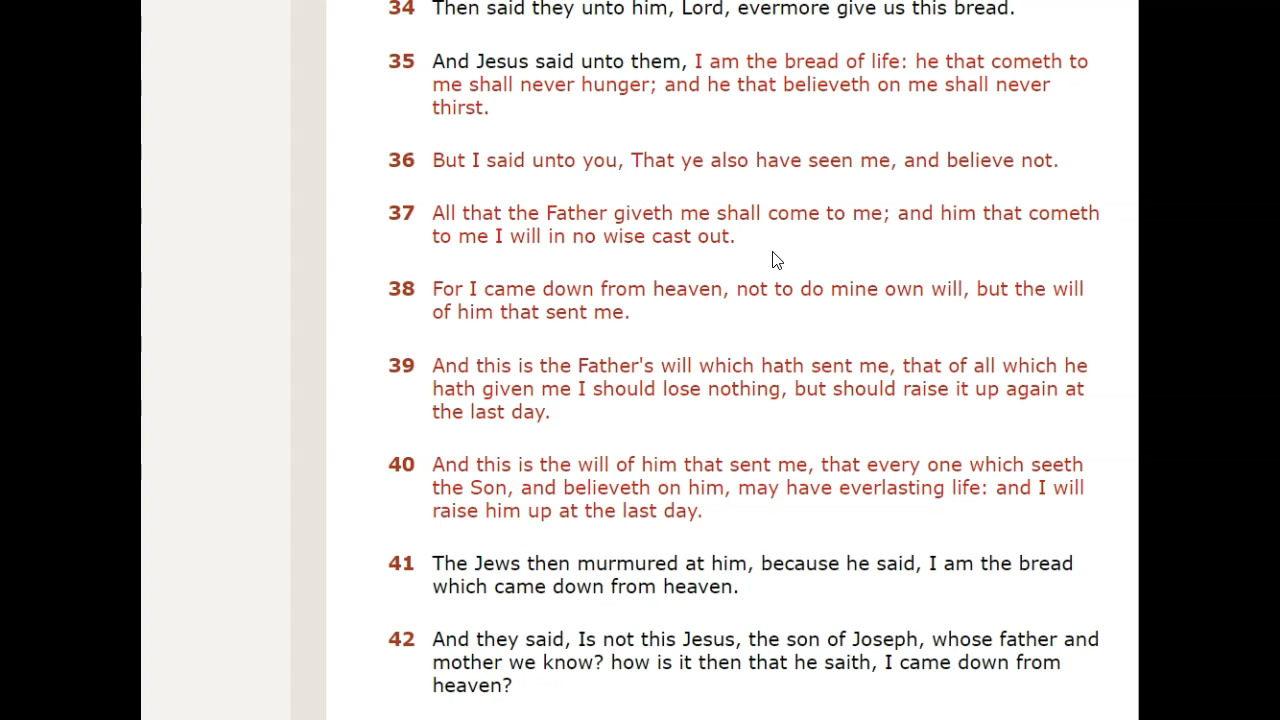 34 Then said they unto him, Lord, evermore give us this bread.
35 And Jesus said unto them, I am the bread of life: he that cometh to
me shall never hunger; and he that believeth on me shall never
thirst.
36 But I said unto you, That ye also have seen me, and believe not.
37 All that the Father giveth me shall come to me; and him that cometh
to me I will in no wise cast out.
38 For I came down from heaven, not to do mine own will, but the will
of him that sent me.
39 And this is the Father's will which hath sent me, that of all which he
hath given me I should lose nothing, but should raise it up again at
the last day.
40 And this is the will of him that sent me, that every one which seeth
the Son, and believeth on him, may have everlasting life: and I will
raise him up at the last day.
41 The Jews then murmured at him, because he said, I am the bread
which came down from heaven.
42 And they said, Is not this Jesus, the son of Joseph, whose father and
mother we know? how is it then that he saith, I came down from
heaven?